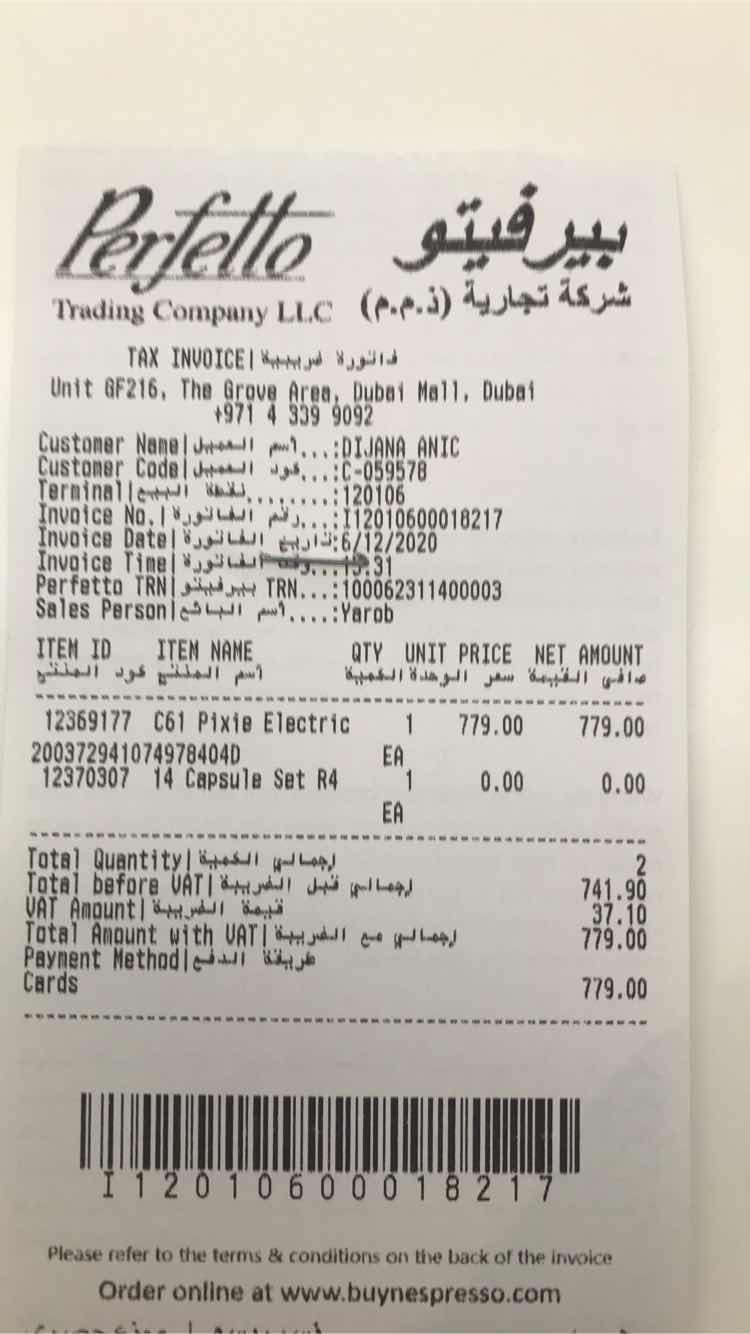 Perfetto بيرفيتو
Trading Company LLC شركة تجارية (ذ.م.م)
TAX INVOICE|فاتورة ضريبية
Unit GF216, The Grove Area, Dubai Mall, Dubai
+971 4 339 9092
Customer Name|اسم العميل...:DIJANA ANIC
Customer Code|كود العميل...:C-059578
Terminal|نقطة البيع........:120106
Invoice No.|رقم الفاتورة...:I12010600018217
Invoice Date|تاريخ الفاتورة:6/12/2020
Invoice Time|وقت الفاتورة...:31
Perfetto TRN|بيرفيتو TRN...:100062311400003
Sales Person|اسم البائع....:Yarob
ITEM ID ITEM NAME QTY UNIT PRICE NET AMOUNT
كود المنتج اسم المنتج الكمية سعر الوحدة صافي القيمة
12369177 C61 Pixie Electric 1 779.00 779.00
20037294107497840​4D EA
12370307 14 Capsule Set R4 1 0.00 0.00
EA
Total Quantity|إجمالي الكمية 2
Total before VAT|إجمالي قبل الضريبة 741.90
VAT Amount|قيمة الضريبة 37.10
Total Amount with VAT|إجمالي مع الضريبة 779.00
Payment Method|طريقة الدفع
Cards 779.00
I12010600018217
Please refer to the terms & conditions on the back of the invoice
Order online at www.buynespresso.com